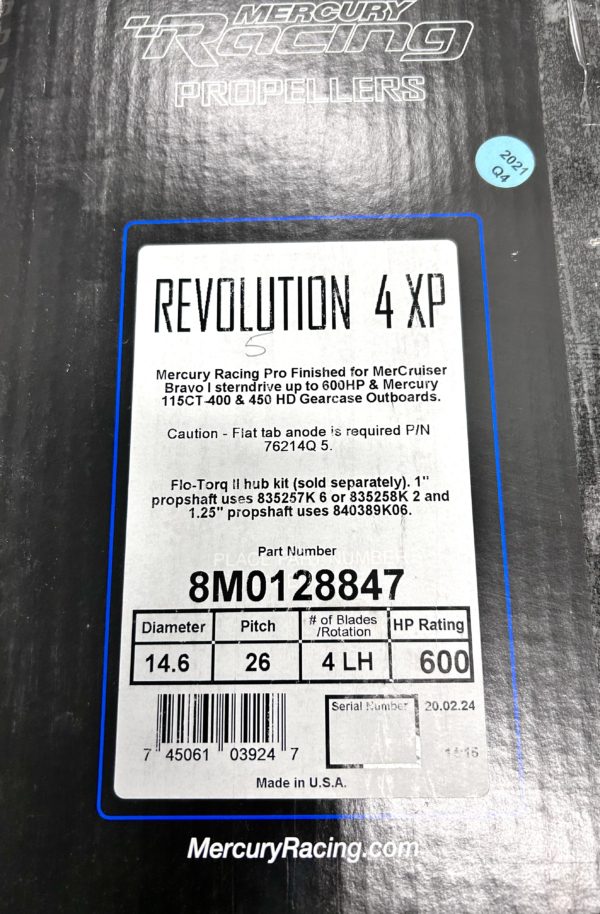 MERCURY
Racing
PROPELLERS
2021
Q4
REVOLUTION 4 XP
5
Mercury Racing Pro Finished for MerCruiser
Bravo I sterndrive up to 600HP & Mercury
115CT-400 & 450 HD Gearcase Outboards.
Caution - Flat tab anode is required P/N
76214Q 5.
Flo-Torq II hub kit (sold separately). 1"
propshaft uses 835257K 6 or 835258K 2 and
1.25" propshaft uses 840389K06.
Part Number
8M0128847
Diameter Pitch # of Blades /Rotation HP Rating
14.6 26 4 LH 600
Serial Number 20.02.24
7 45061 03924 7
Made in U.S.A.
MercuryRacing.com